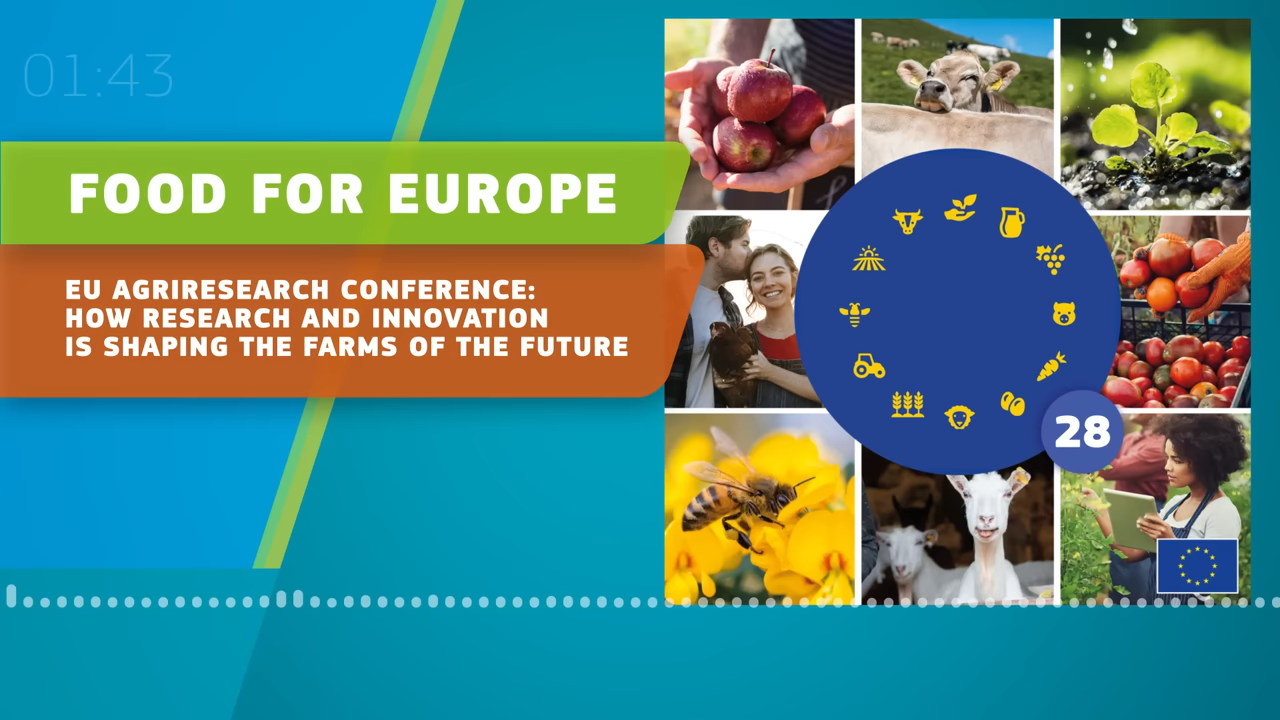 01:43
FOOD FOR EUROPE
EU AGRIRESEARCH CONFERENCE:
HOW RESEARCH AND INNOVATION
IS SHAPING THE FARMS OF THE FUTURE
28